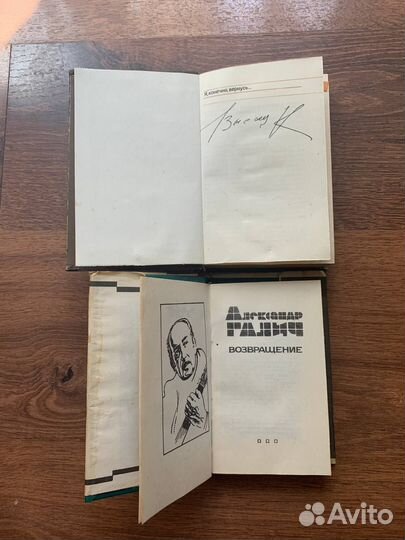 Я, конечно, вернусь...
Александр
Галич
ВОЗВРАЩЕНИЕ
Avito